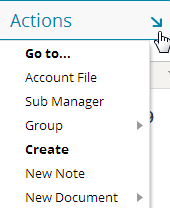 Actions
Go to...
Account File
Sub Manager
Group
Create
New Note
New Document